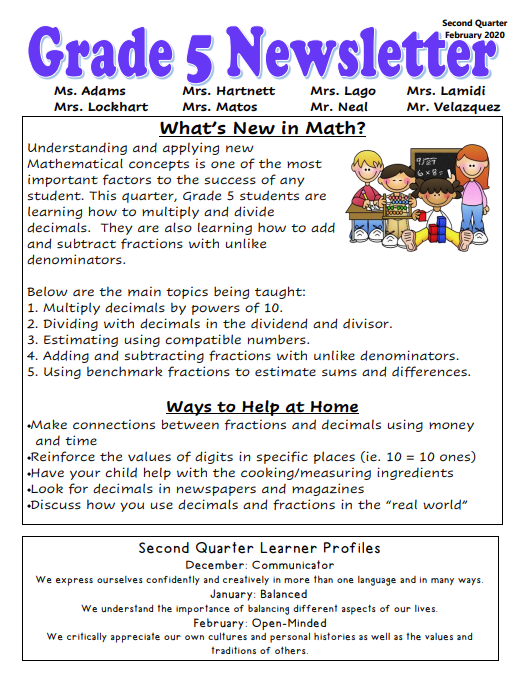 Second Quarter
February 2020
Grade 5 Newsletter
Ms. Adams Mrs. Hartnett Mrs. Lago Mrs. Lamidi
Mrs. Lockhart Mrs. Matos Mr. Neal Mr. Velazquez
What's New in Math?
Understanding and applying new
Mathematical concepts is one of the most
important factors in the success of any
student. This quarter, Grade 5 students are
learning how to multiply and divide
decimals. They are also learning how to add
and subtract fractions with unlike
denominators.
Below are the main topics being taught:
1. Multiply decimals by powers of 10.
2. Dividing with decimals in the dividend and divisor.
3. Estimating using compatible numbers.
4. Adding and subtracting fractions with unlike denominators.
5. Using benchmark fractions to estimate sums and differences.
Ways to Help at Home
•Make connections between fractions and decimals using money
and time
•Reinforce the values of digits in specific places (ie. 10 = 10 ones)
•Have your child help with the cooking/measuring ingredients
•Look for decimals in newspapers and magazines
•Discuss how you use decimals and fractions in the "real world"
Second Quarter Learner Profiles
December: Communicator
We express ourselves confidently and creatively in more than one language and in many ways.
January: Balanced
We understand the importance of balancing different aspects of our lives.
February: Open-Minded
We critically appreciate our own cultures and personal histories as well as the values and
traditions of others.